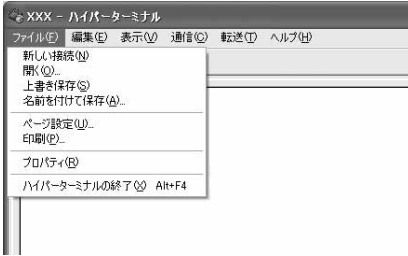 XXX - ハイパーターミナル
ファイル(F) 編集(E) 表示(V) 通信(C) 転送(T) ヘルプ(H)
新しい接続(N)
開く(O)...
上書き保存(S)
名前を付けて保存(A)...
ページ設定(U)...
印刷(P)...
プロパティ(R)
ハイパーターミナルの終了(X) Alt+F4